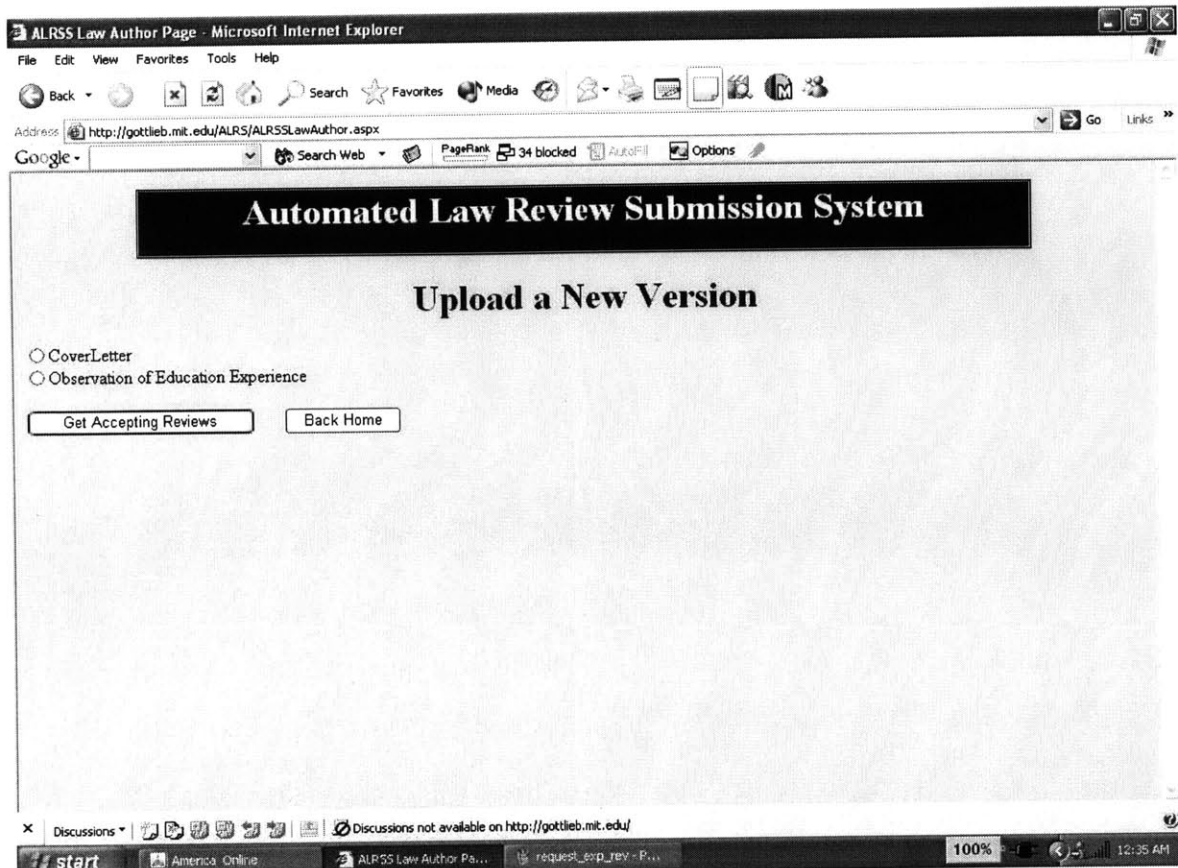 ALRSS Law Author Page - Microsoft Internet Explorer
File Edit View Favorites Tools Help
Back Search Favorites Media
Address http://gottlieb.mit.edu/ALRS/ALRSSLawAuthor.aspx Go Links »
Google - Search Web PageRank 34 blocked AutoFill Options
Automated Law Review Submission System
Upload a New Version
CoverLetter
Observation of Education Experience
Get Accepting Reviews Back Home
× Discussions Discussions not available on http://gottlieb.mit.edu/
start America Online ALRSS Law Author Pa... request_exp_rev - P... 100% 12:35 AM